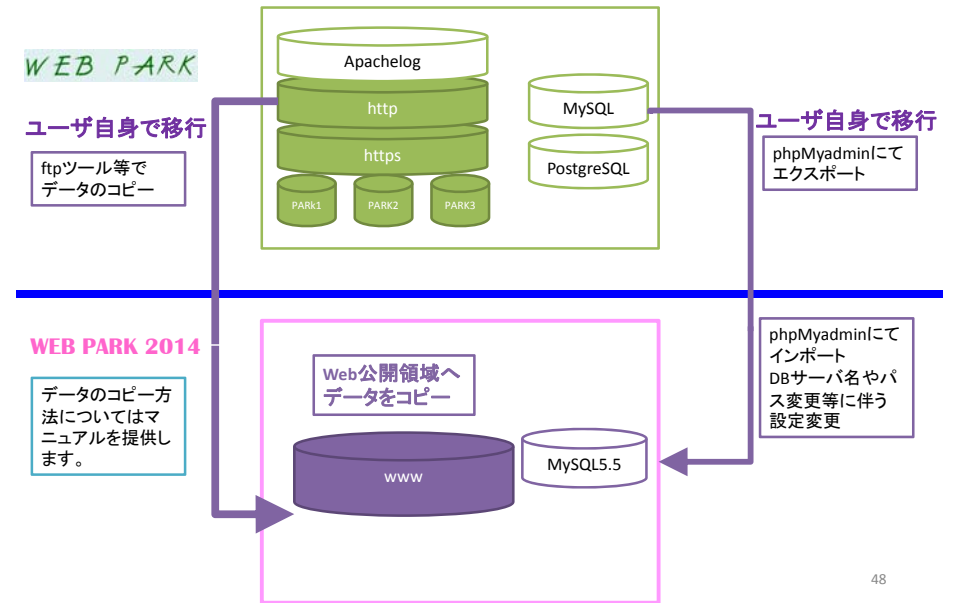 WEB PARK
ユーザ自身で移行
ftpツール等で
データのコピー
Apachelog
http
https
PARk1
PARK2
PARK3
MySQL
PostgreSQL
ユーザ自身で移行
phpMyadminにて
エクスポート
WEB PARK 2014
データのコピー方
法についてはマ
ニュアルを提供し
ます。
Web公開領域へ
データをコピー
www
MySQL5.5
phpMyadminにて
インポート
DBサーバ名やパ
ス変更等に伴う
設定変更
48